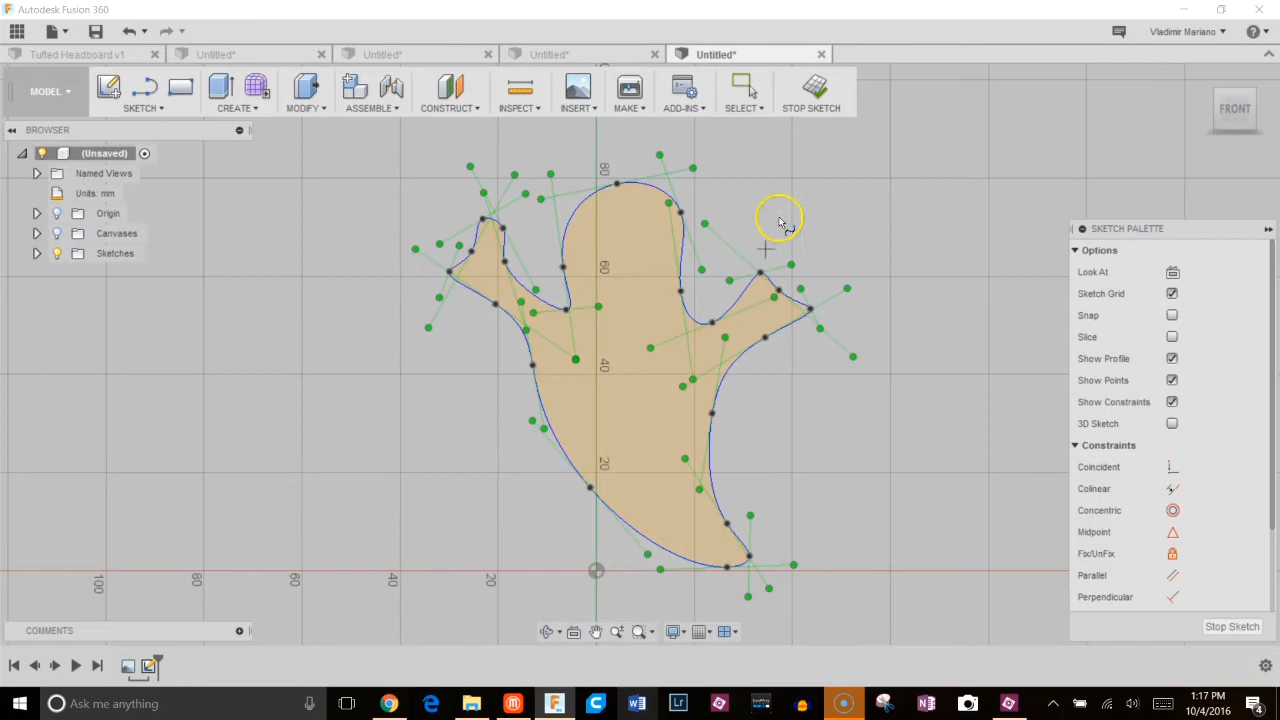 Autodesk Fusion 360
Vladimir Mariano
Tufted Headboard v1
Untitled*
Untitled*
Untitled*
Untitled*
MODEL
SKETCH
CREATE
MODIFY
ASSEMBLE
CONSTRUCT
INSPECT
INSERT
MAKE
ADD-INS
SELECT
STOP SKETCH
FRONT
BROWSER
(Unsaved)
Named Views
Units: mm
Origin
Canvases
Sketches
80
60
40
20
100
80
60
40
20
SKETCH PALETTE
Options
Look At
Sketch Grid
Snap
Slice
Show Profile
Show Points
Show Constraints
3D Sketch
Constraints
Coincident
Colinear
Concentric
Midpoint
Fix/UnFix
Parallel
Perpendicular
Stop Sketch
COMMENTS
Ask me anything
1:17 PM
10/4/2016